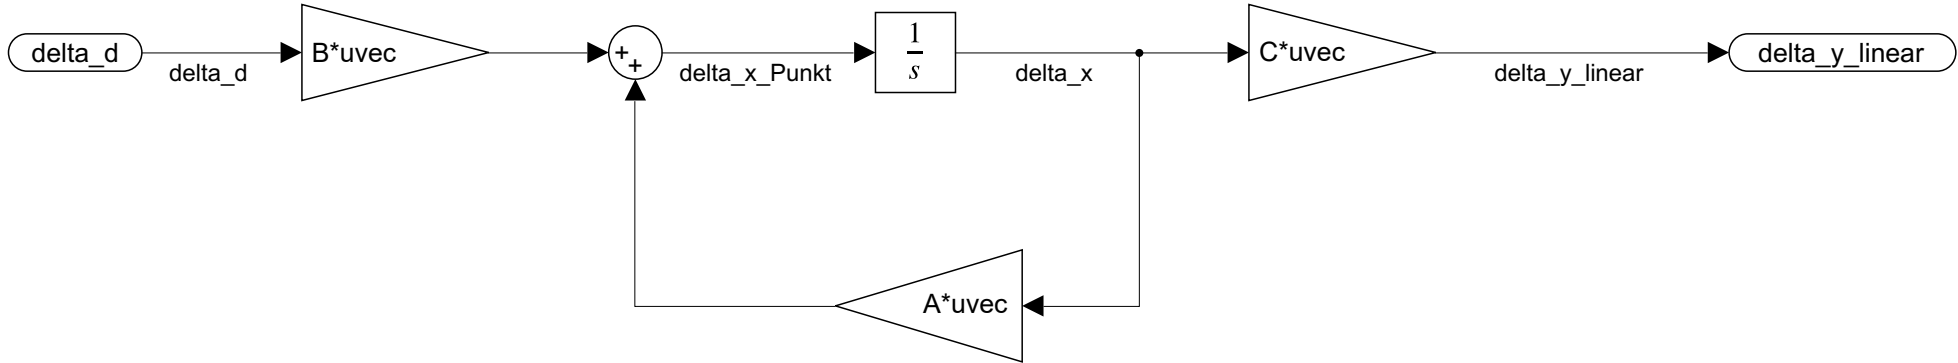 delta_d
delta_d
B*uvec
+
+
delta_x_Punkt
1
s
delta_x
C*uvec
delta_y_linear
delta_y_linear
A*uvec